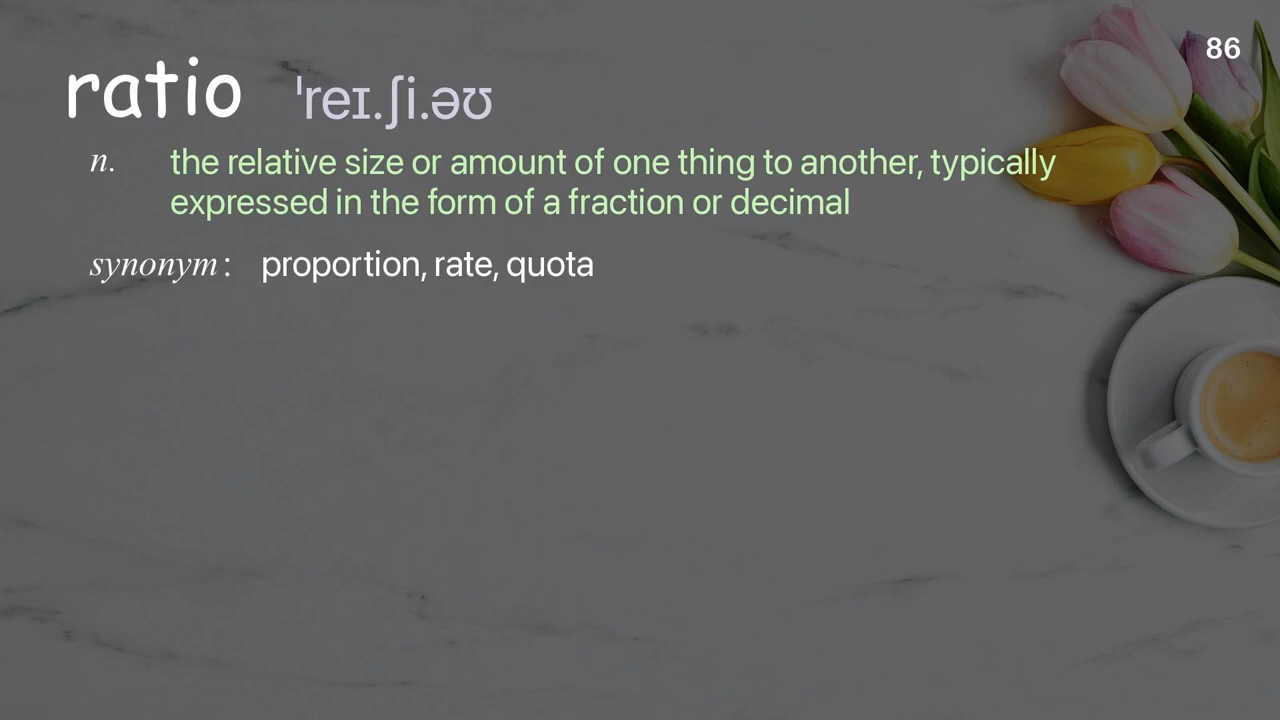 86
ratio ˈreɪ.ʃi.əʊ
n. the relative size or amount of one thing to another, typically
expressed in the form of a fraction or decimal
synonym: proportion, rate, quota